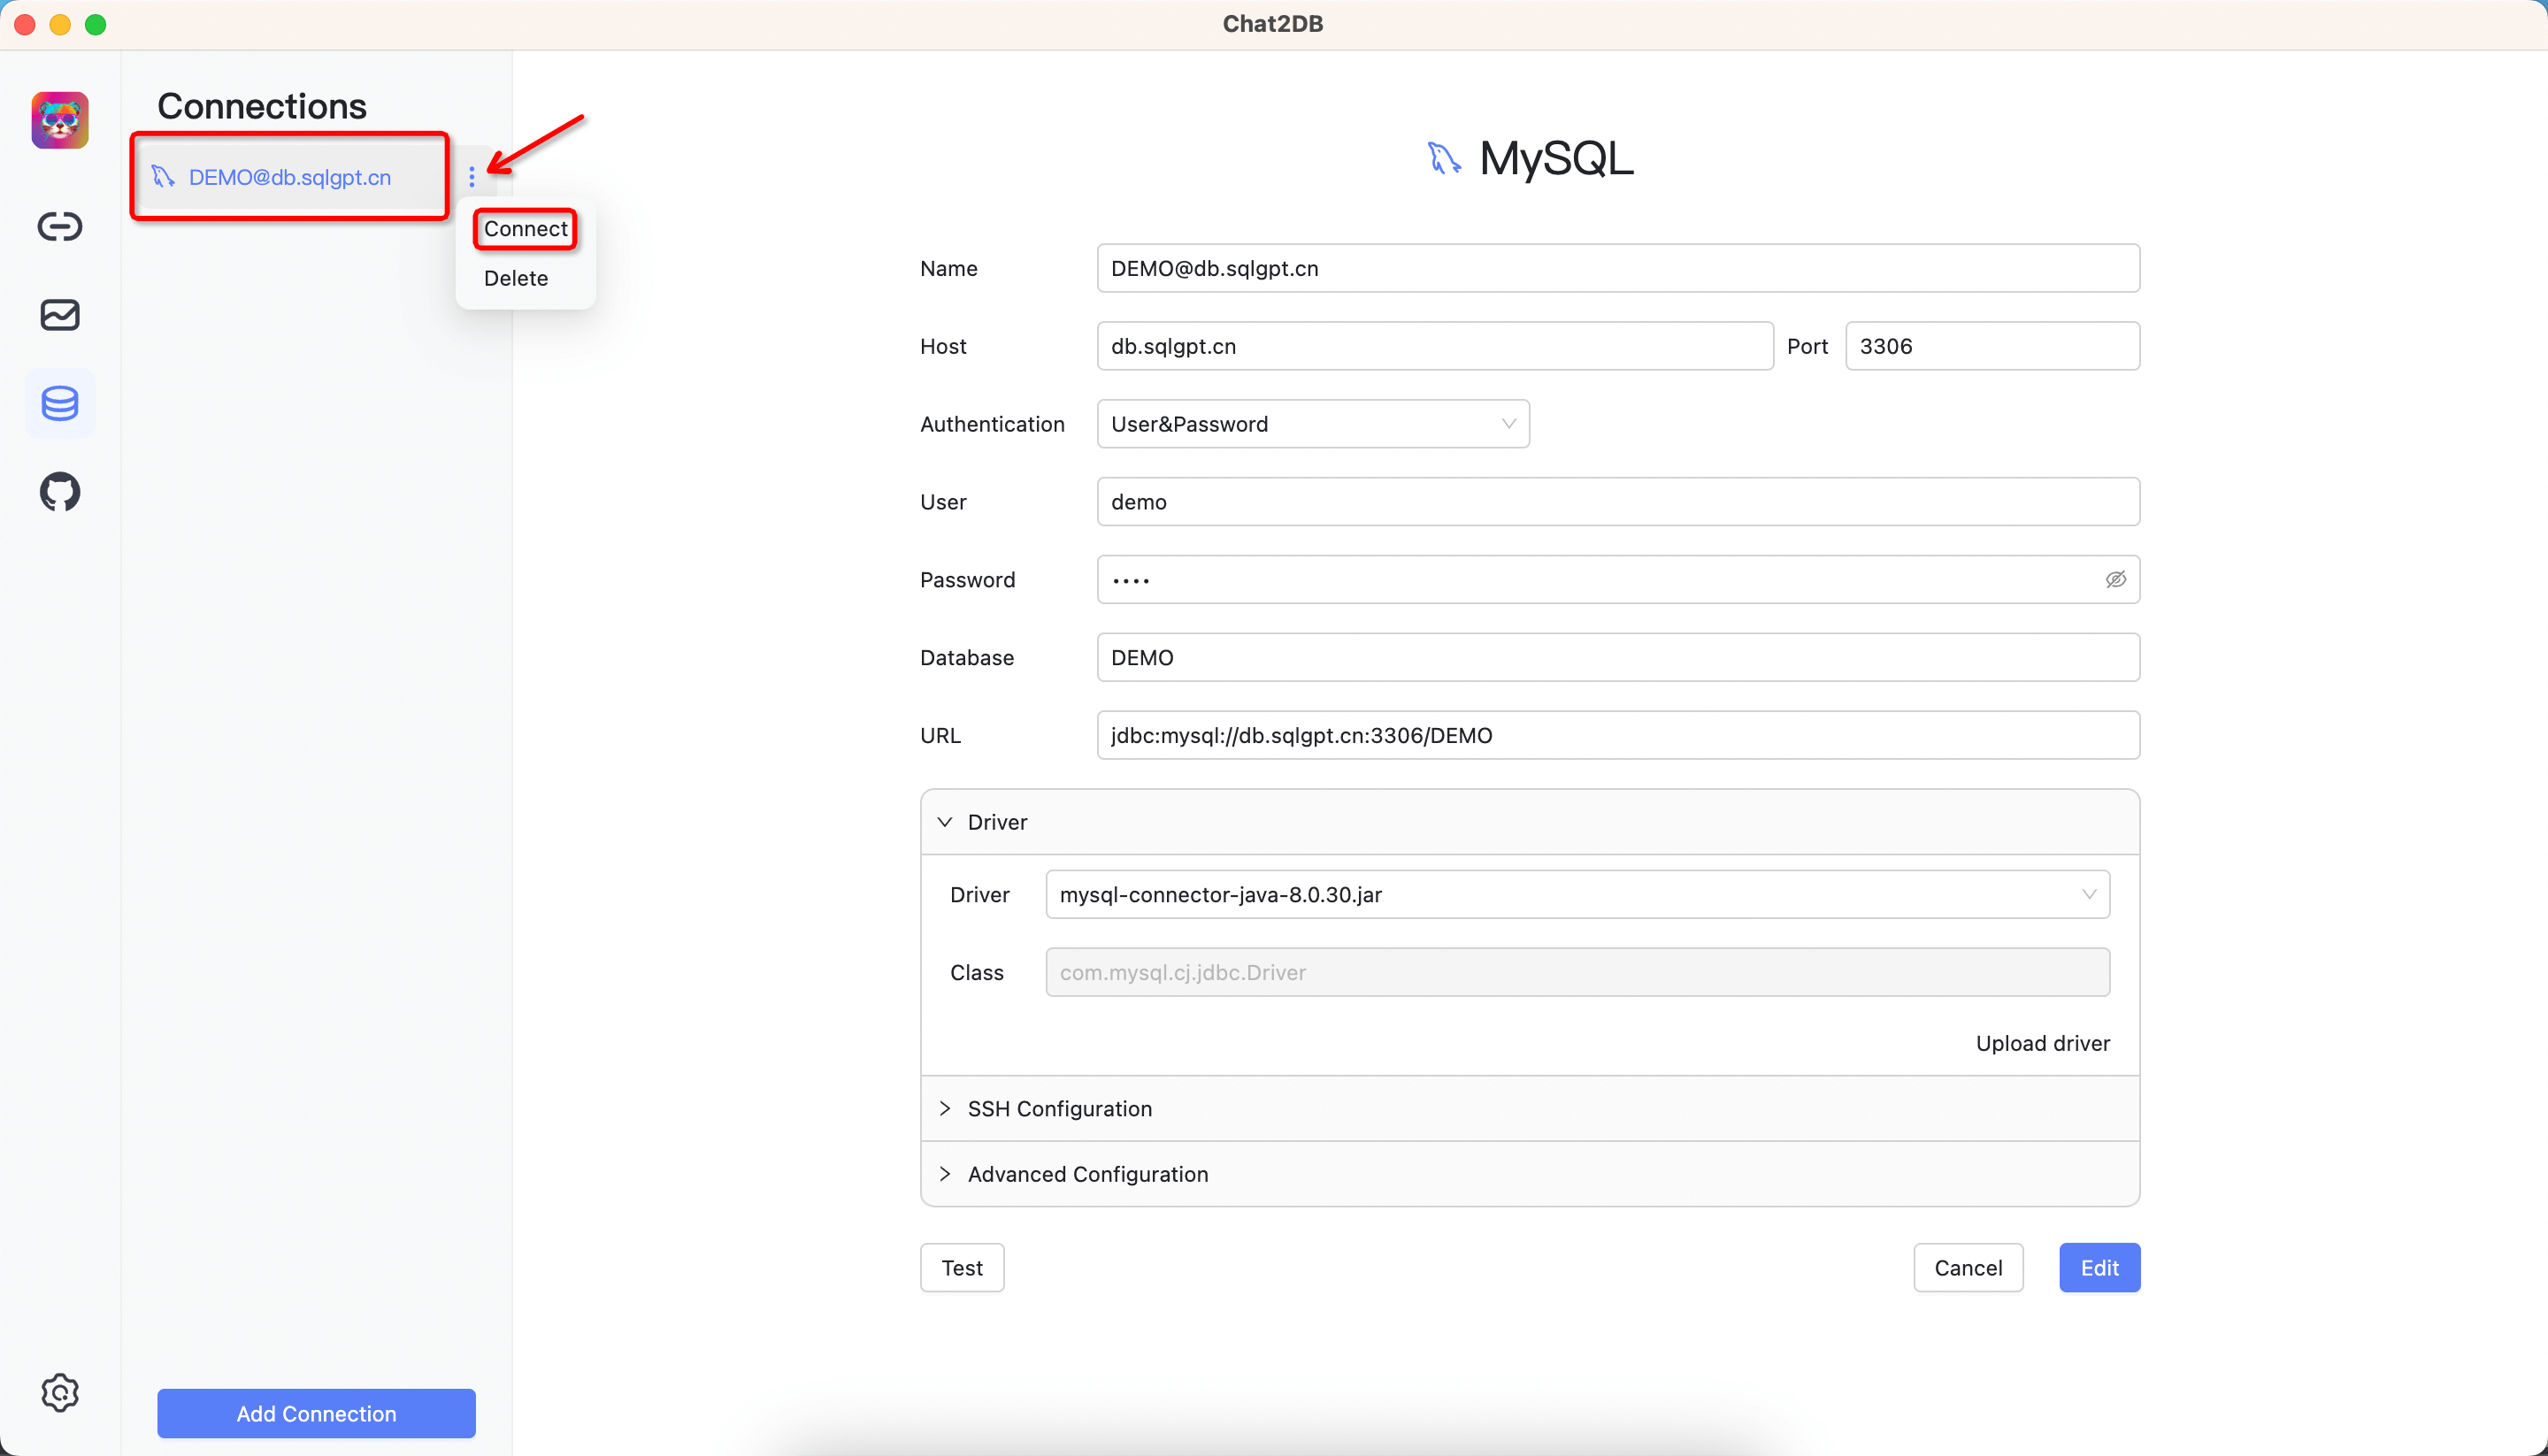 Chat2DB
Connections
DEMO@db.sqlgpt.cn
Connect
Delete
MySQL
Name DEMO@db.sqlgpt.cn
Host db.sqlgpt.cn Port 3306
Authentication User&Password
User demo
Password ••••
Database DEMO
URL jdbc:mysql://db.sqlgpt.cn:3306/DEMO
Driver
Driver mysql-connector-java-8.0.30.jar
Class com.mysql.cj.jdbc.Driver
Upload driver
SSH Configuration
Advanced Configuration
Test Cancel Edit
Add Connection